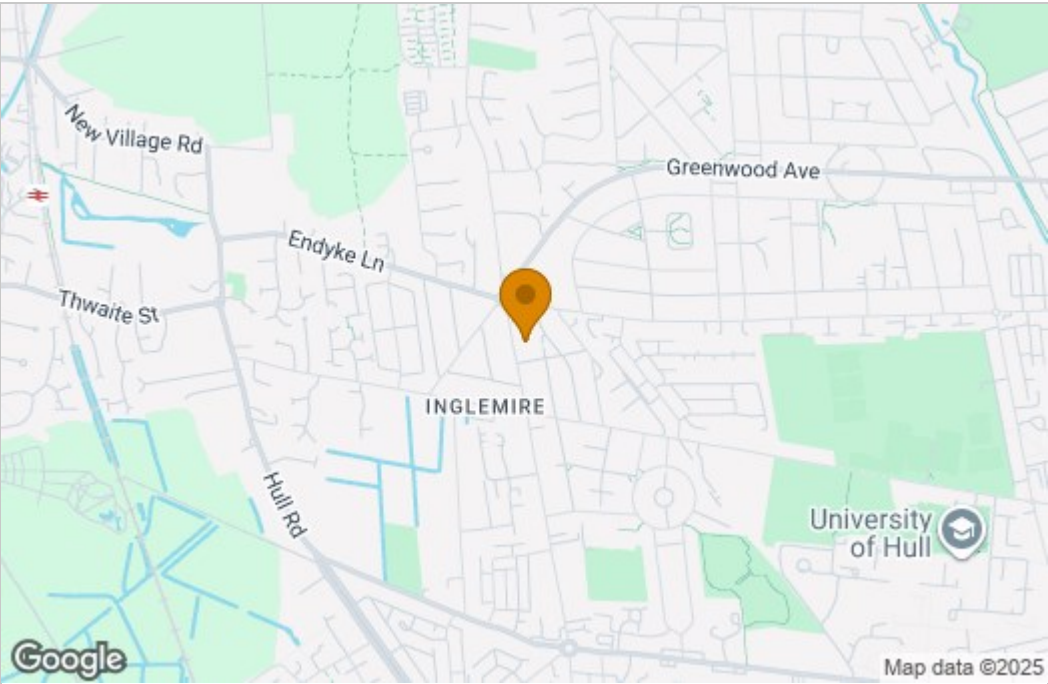 New Village Rd
Greenwood Ave
Endyke Ln
Thwaite St
INGLEMIRE
Hull Rd
University
of Hull
Google
Map data ©2025